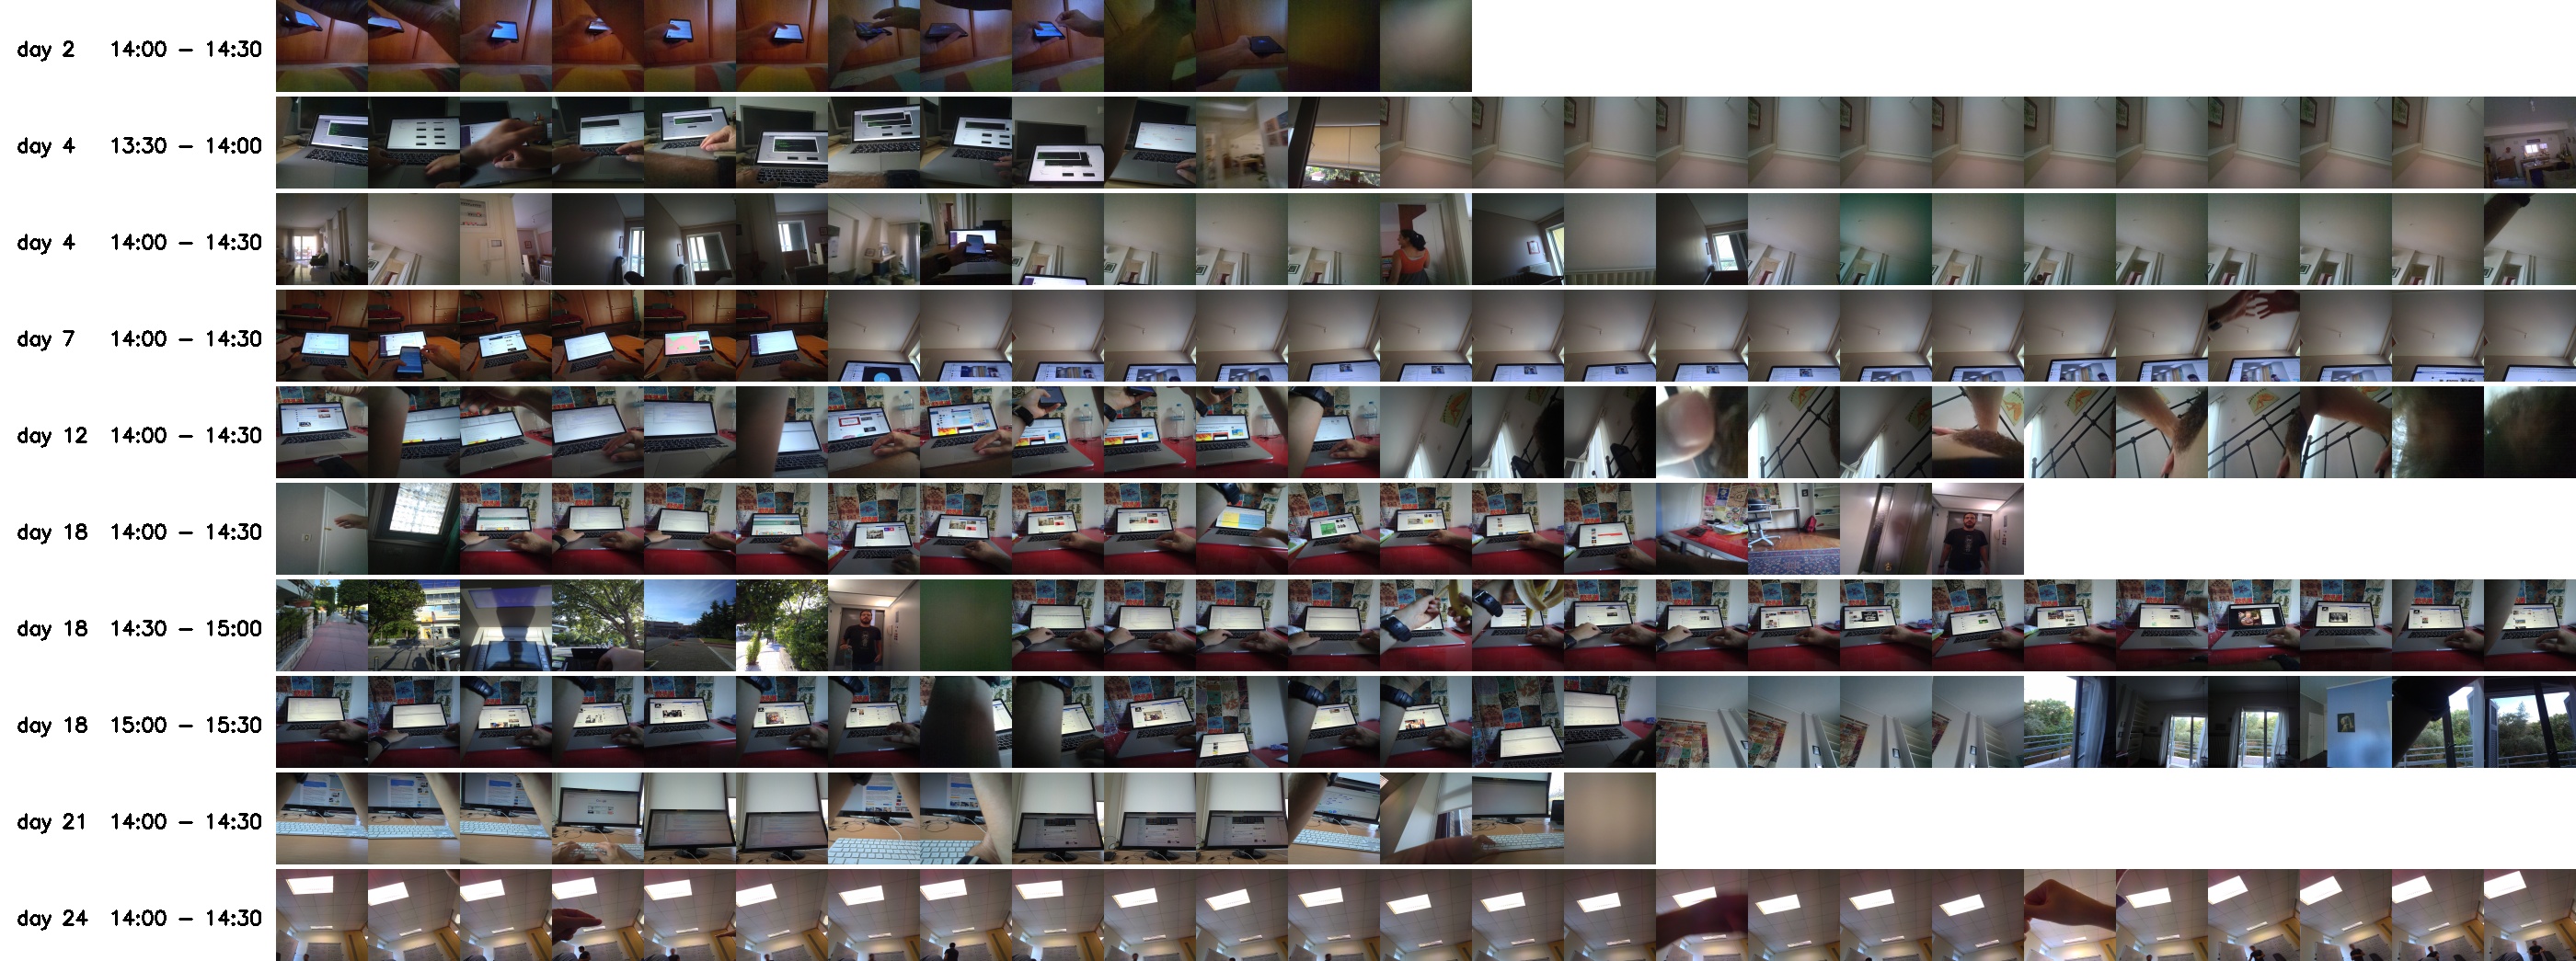 day 2 14:00 - 14:30
day 4 13:30 - 14:00
day 4 14:00 - 14:30
day 7 14:00 - 14:30
day 12 14:00 - 14:30
day 18 14:00 - 14:30
day 18 14:30 - 15:00
day 18 15:00 - 15:30
day 21 14:00 - 14:30
day 24 14:00 - 14:30